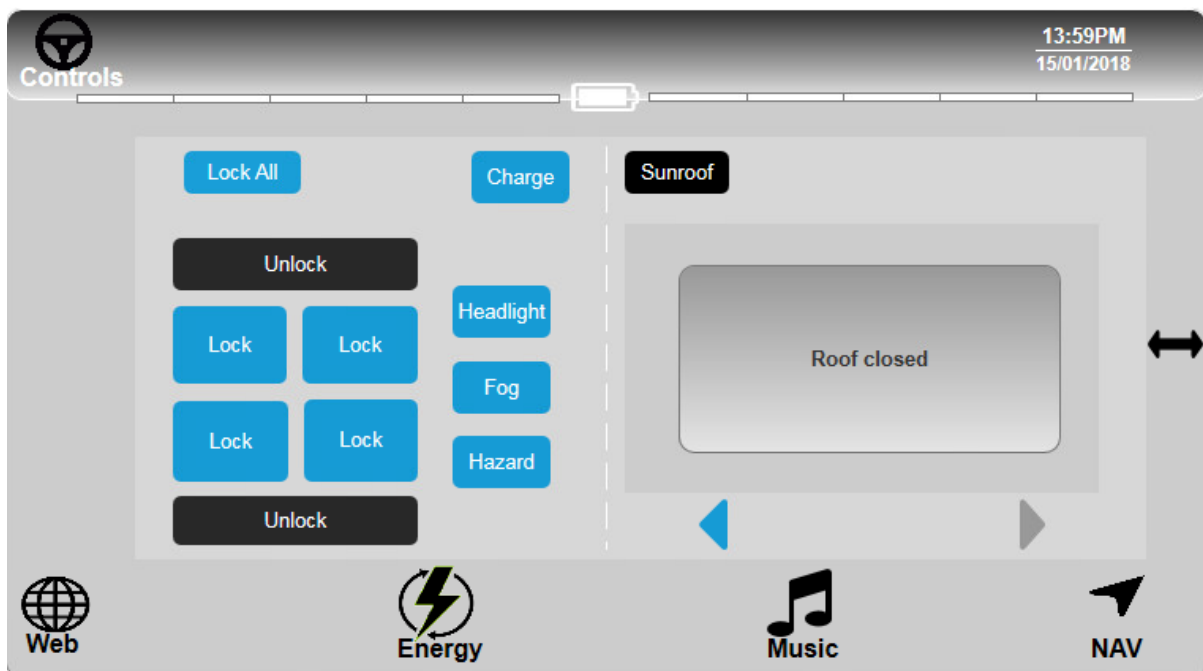 Controls
13:59PM
15/01/2018
Lock All
Charge
Sunroof
Unlock
Headlight
Lock
Lock
Roof closed
Fog
Lock
Lock
Hazard
Unlock
Web
Energy
Music
NAV